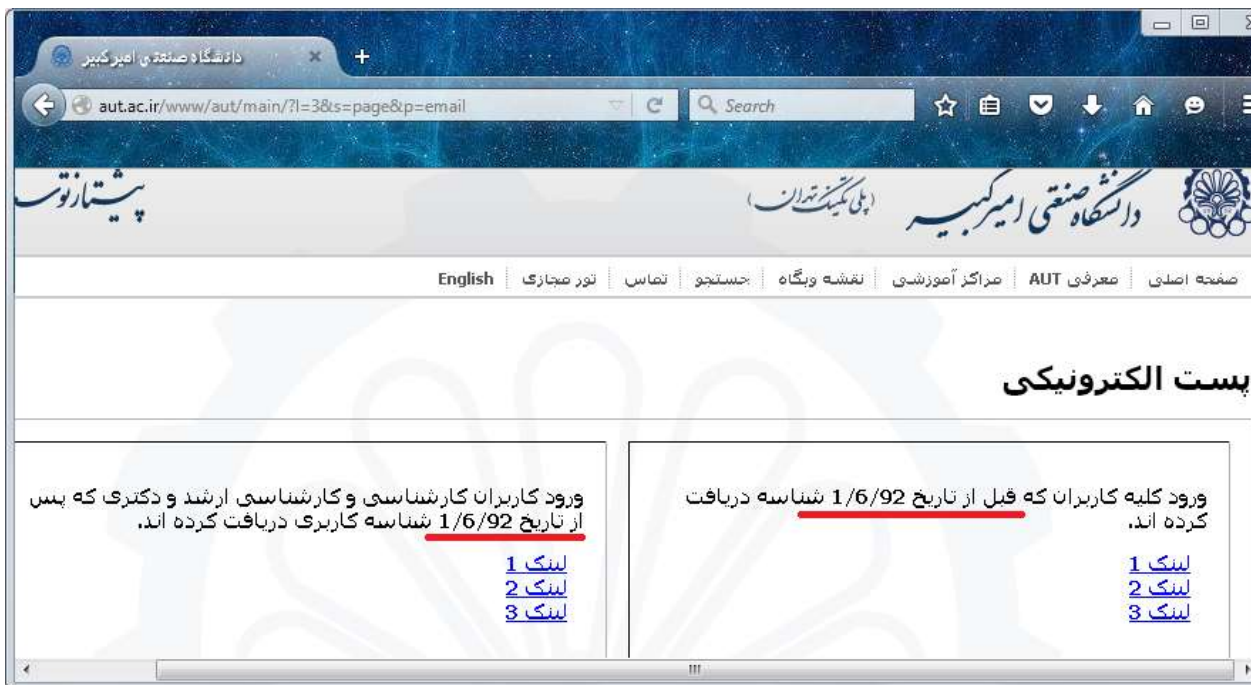 دانشگاه صنعتی امیر کبیر
aut.ac.ir/www/aut/main/?l=3&s=page&p=email
Search
دانشگاه صنعتی امیرکبیر (پلی تکنیک تهران)
صفحه اصلی معرفی AUT مراکز آموزشی نقشه وبگاه جستجو تماس تور مجازی English
پست الکترونیکی
ورود کلیه کاربران که قبل از تاریخ 1/6/92 شناسه دریافت
کرده اند.
لینک 1
لینک 2
لینک 3
ورود کاربران کارشناسی و کارشناسی ارشد و دکتری که پس
از تاریخ 1/6/92 شناسه کاربری دریافت کرده اند.
لینک 1
لینک 2
لینک 3